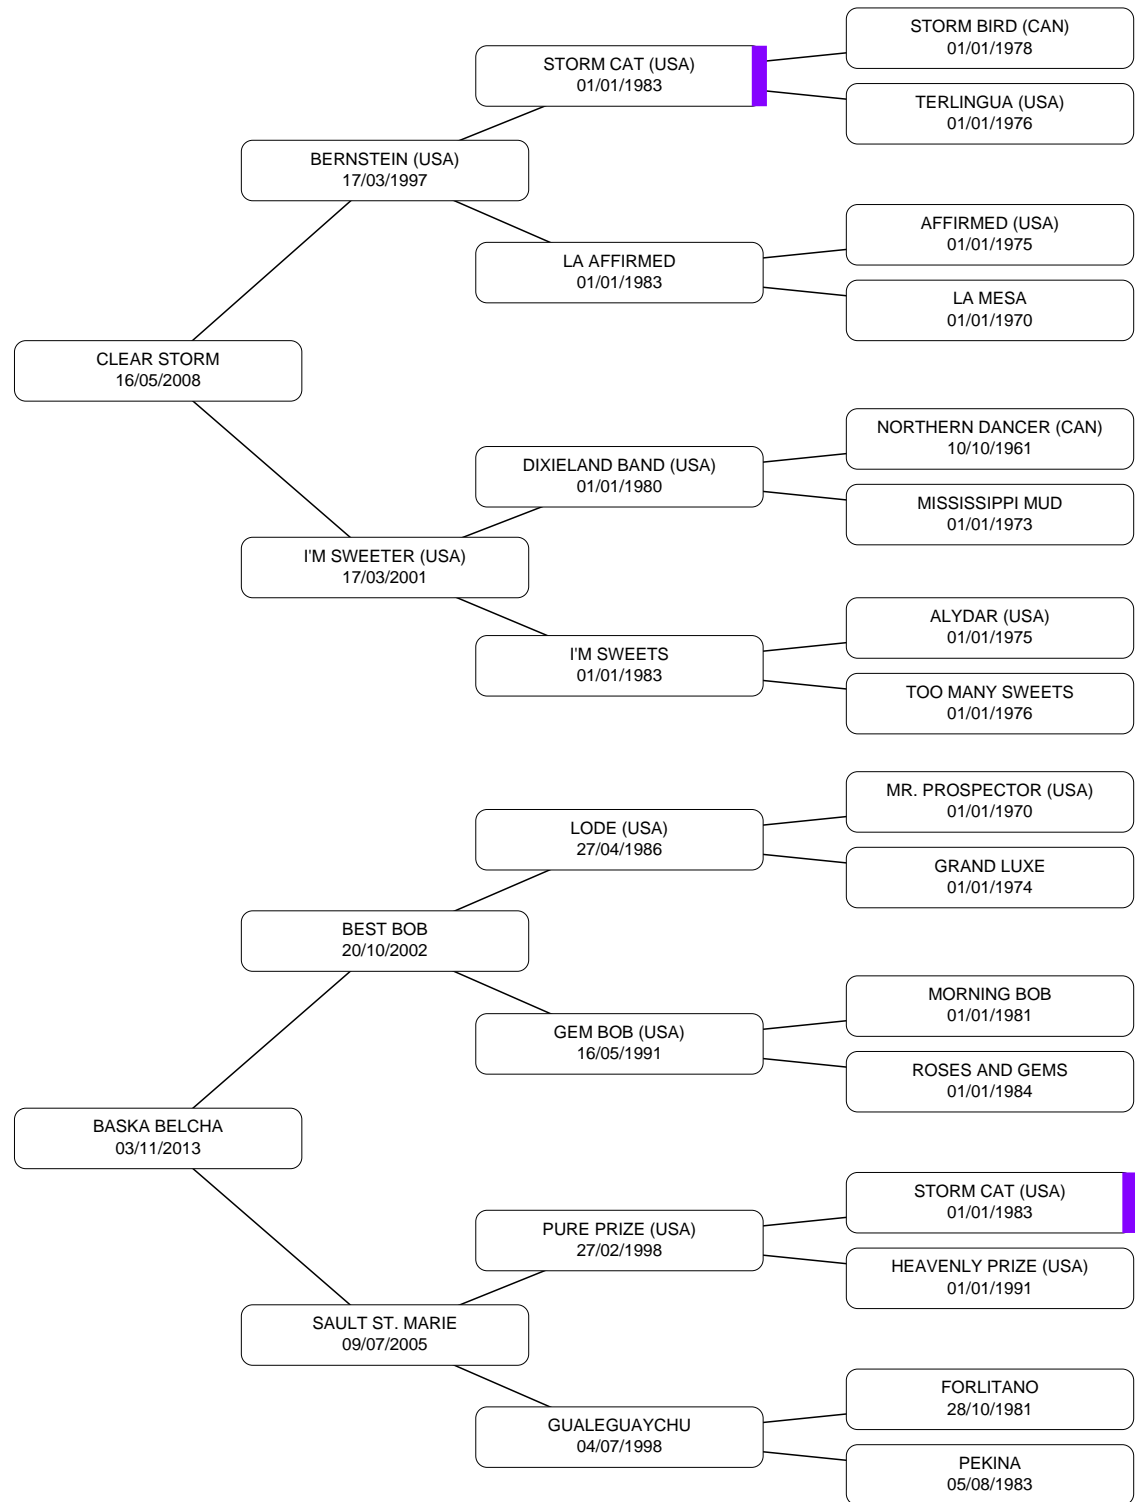 STORM BIRD (CAN)
01/01/1978
STORM CAT (USA)
01/01/1983
TERLINGUA (USA)
01/01/1976
BERNSTEIN (USA)
17/03/1997
AFFIRMED (USA)
01/01/1975
LA AFFIRMED
01/01/1983
LA MESA
01/01/1970
CLEAR STORM
16/05/2008
NORTHERN DANCER (CAN)
10/10/1961
DIXIELAND BAND (USA)
01/01/1980
MISSISSIPPI MUD
01/01/1973
I'M SWEETER (USA)
17/03/2001
ALYDAR (USA)
01/01/1975
I'M SWEETS
01/01/1983
TOO MANY SWEETS
01/01/1976
MR. PROSPECTOR (USA)
01/01/1970
LODE (USA)
27/04/1986
GRAND LUXE
01/01/1974
BEST BOB
20/10/2002
MORNING BOB
01/01/1981
GEM BOB (USA)
16/05/1991
ROSES AND GEMS
01/01/1984
BASKA BELCHA
03/11/2013
STORM CAT (USA)
01/01/1983
PURE PRIZE (USA)
27/02/1998
HEAVENLY PRIZE (USA)
01/01/1991
SAULT ST. MARIE
09/07/2005
FORLITANO
28/10/1981
GUALEGUAYCHU
04/07/1998
PEKINA
05/08/1983